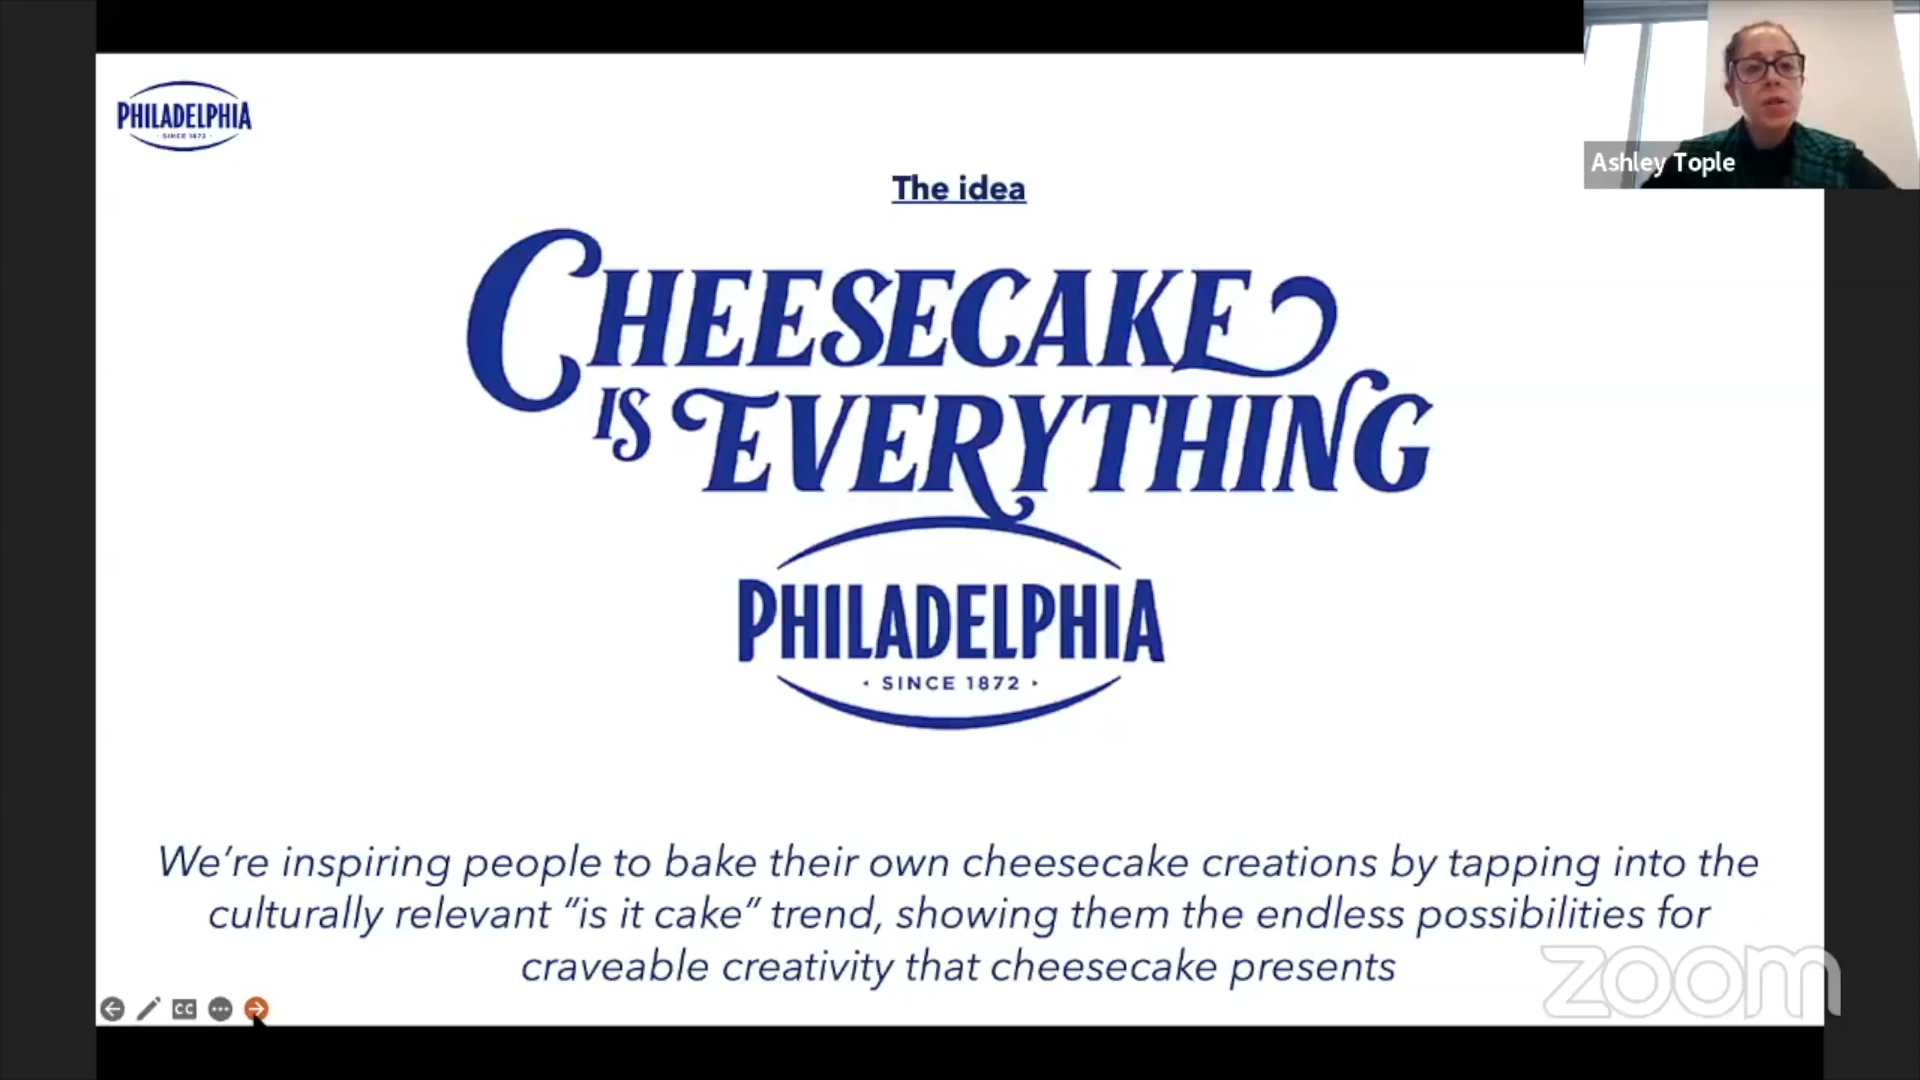 PHILADELPHIA
SINCE 1872
Ashley Tople
The idea
CHEESECAKE
IS EVERYTHING
PHILADELPHIA
· SINCE 1872 ·
We’re inspiring people to bake their own cheesecake creations by tapping into the
culturally relevant “is it cake” trend, showing them the endless possibilities for
craveable creativity that cheesecake presents
CC
zoom